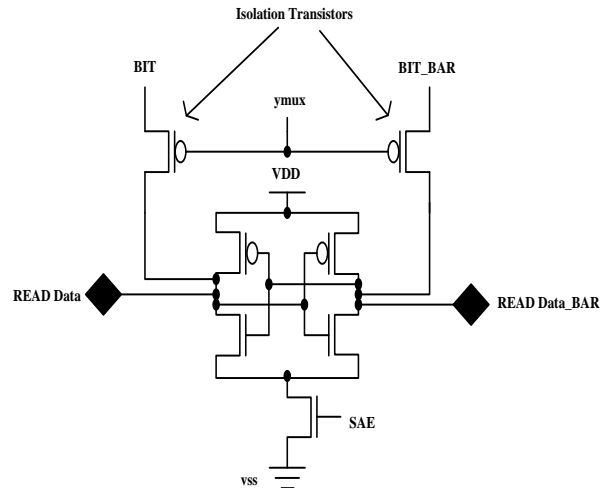 Isolation Transistors
BIT
BIT_BAR
ymux
VDD
READ Data
READ Data_BAR
SAE
vss